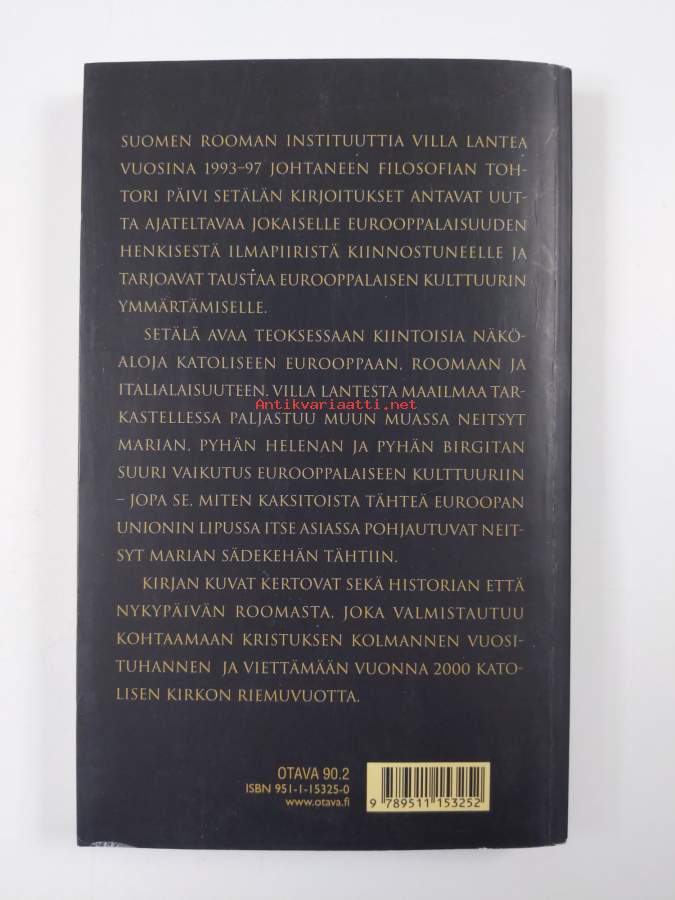 SUOMEN ROOMAN INSTITUUTTIA VILLA LANTEA
VUOSINA 1993–97 JOHTANEEN FILOSOFIAN TOH-
TORI PÄIVI SETÄLÄN KIRJOITUKSET ANTAVAT UUT-
TA AJATELTAVAA JOKAISELLE EUROOPPALAISUUDEN
HENKISESTÄ ILMAPIIRISTÄ KIINNOSTUNEELLE JA
TARJOAVAT TAUSTAA EUROOPPALAISEN KULTTUURIN
YMMÄRTÄMISELLE.
SETÄLÄ AVAA TEOKSESSAAN KIINTOISIA NÄKÖ-
ALOJA KATOLISEEN EUROOPPAAN, ROOMAAN JA
ITALIALAISUUTEEN. VILLA LANTESTA MAAILMAA TAR-
Antikvariaatti.net
KASTELLESSA PALJASTUU MUUN MUASSA NEITSYT
MARIAN, PYHÄN HELENAN JA PYHÄN BIRGITAN
SUURI VAIKUTUS EUROOPPALAISEEN KULTTUURIIN
– JOPA SE, MITEN KAKSITOISTA TÄHTEÄ EUROOPAN
UNIONIN LIPUSSA ITSE ASIASSA POHJAUTUVAT NEIT-
SYT MARIAN SÄDEKEHÄN TÄHTIIN.
KIRJAN KUVAT KERTOVAT SEKÄ HISTORIAN ETTÄ
NYKYPÄIVÄN ROOMASTA, JOKA VALMISTAUTUU
KOHTAAMAAN KRISTUKSEN KOLMANNEN VUOSI-
TUHANNEN JA VIETTÄMÄÄN VUONNA 2000 KATO-
LISEN KIRKON RIEMUVUOTTA.
OTAVA 90.2
ISBN 951-1-15325-0
www.otava.fi
9 789511 153252